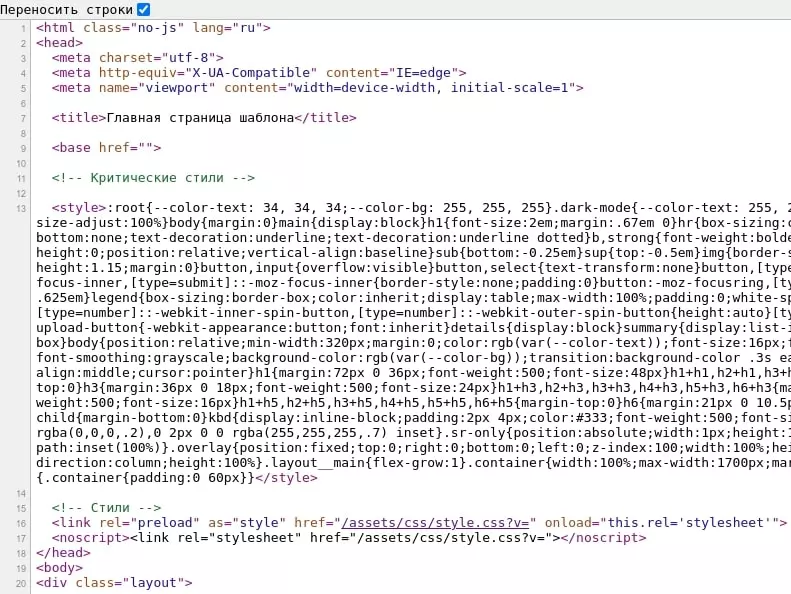 Переносить строки
1 <html class="no-js" lang="ru">
2 <head>
3 <meta charset="utf-8">
4 <meta http-equiv="X-UA-Compatible" content="IE=edge">
5 <meta name="viewport" content="width=device-width, initial-scale=1">
6
7 <title>Главная страница шаблона</title>
8
9 <base href="">
10
11 <!-- Критические стили -->
12
13 <style>:root{--color-text: 34, 34, 34;--color-bg: 255, 255, 255}.dark-mode{--color-text: 255, 2
size-adjust:100%}body{margin:0}main{display:block}h1{font-size:2em;margin:.67em 0}hr{box-sizing:c
bottom:none;text-decoration:underline;text-decoration:underline dotted}b,strong{font-weight:bolde
height:0;position:relative;vertical-align:baseline}sub{bottom:-0.25em}sup{top:-0.5em}img{border-s
height:1.15;margin:0}button,input{overflow:visible}button,select{text-transform:none}button,[type
focus-inner,[type=submit]::-moz-focus-inner{border-style:none;padding:0}button:-moz-focusring,[ty
.625em}legend{box-sizing:border-box;color:inherit;display:table;max-width:100%;padding:0;white-sp
[type=number]::-webkit-inner-spin-button,[type=number]::-webkit-outer-spin-button{height:auto}[ty
upload-button{-webkit-appearance:button;font:inherit}details{display:block}summary{display:list-i
box}body{position:relative;min-width:320px;margin:0;color:rgb(var(--color-text));font-size:16px;f
font-smoothing:grayscale;background-color:rgb(var(--color-bg));transition:background-color .3s ea
align:middle;cursor:pointer}h1{margin:72px 0 36px;font-weight:500;font-size:48px}h1+h1,h2+h1,h3+h
top:0}h3{margin:36px 0 18px;font-weight:500;font-size:24px}h1+h3,h2+h3,h3+h3,h4+h3,h5+h3,h6+h3{ma
weight:500;font-size:16px}h1+h5,h2+h5,h3+h5,h4+h5,h5+h5,h6+h5{margin-top:0}h6{margin:21px 0 10.5p
child{margin-bottom:0}kbd{display:inline-block;padding:2px 4px;color:#333;font-weight:500;font-si
rgba(0,0,0,.2),0 2px 0 0 rgba(255,255,255,.7) inset}.sr-only{position:absolute;width:1px;height:1
path:inset(100%)}.overlay{position:fixed;top:0;right:0;bottom:0;left:0;z-index:100;width:100%;hei
direction:column;height:100%}.layout__main{flex-grow:1}.container{width:100%;max-width:1700px;mar
{.container{padding:0 60px}}</style>
14
15 <!-- Стили -->
16 <link rel="preload" as="style" href="/assets/css/style.css?v=" onload="this.rel='stylesheet'">
17 <noscript><link rel="stylesheet" href="/assets/css/style.css?v="></noscript>
18 </head>
19 <body>
20 <div class="layout">